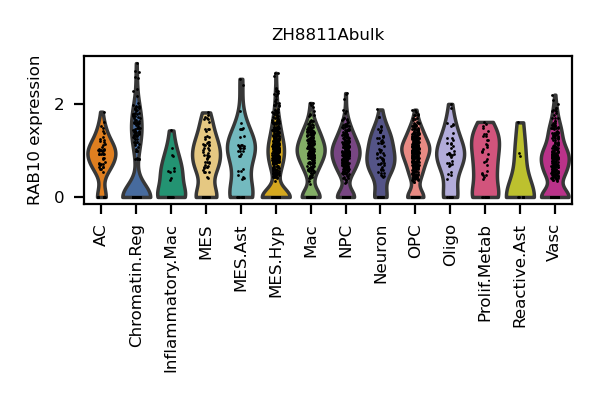 ZH8811Abulk
RAB10 expression
2
0
AC
Chromatin.Reg
Inflammatory.Mac
MES
MES.Ast
MES.Hyp
Mac
NPC
Neuron
OPC
Oligo
Prolif.Metab
Reactive.Ast
Vasc